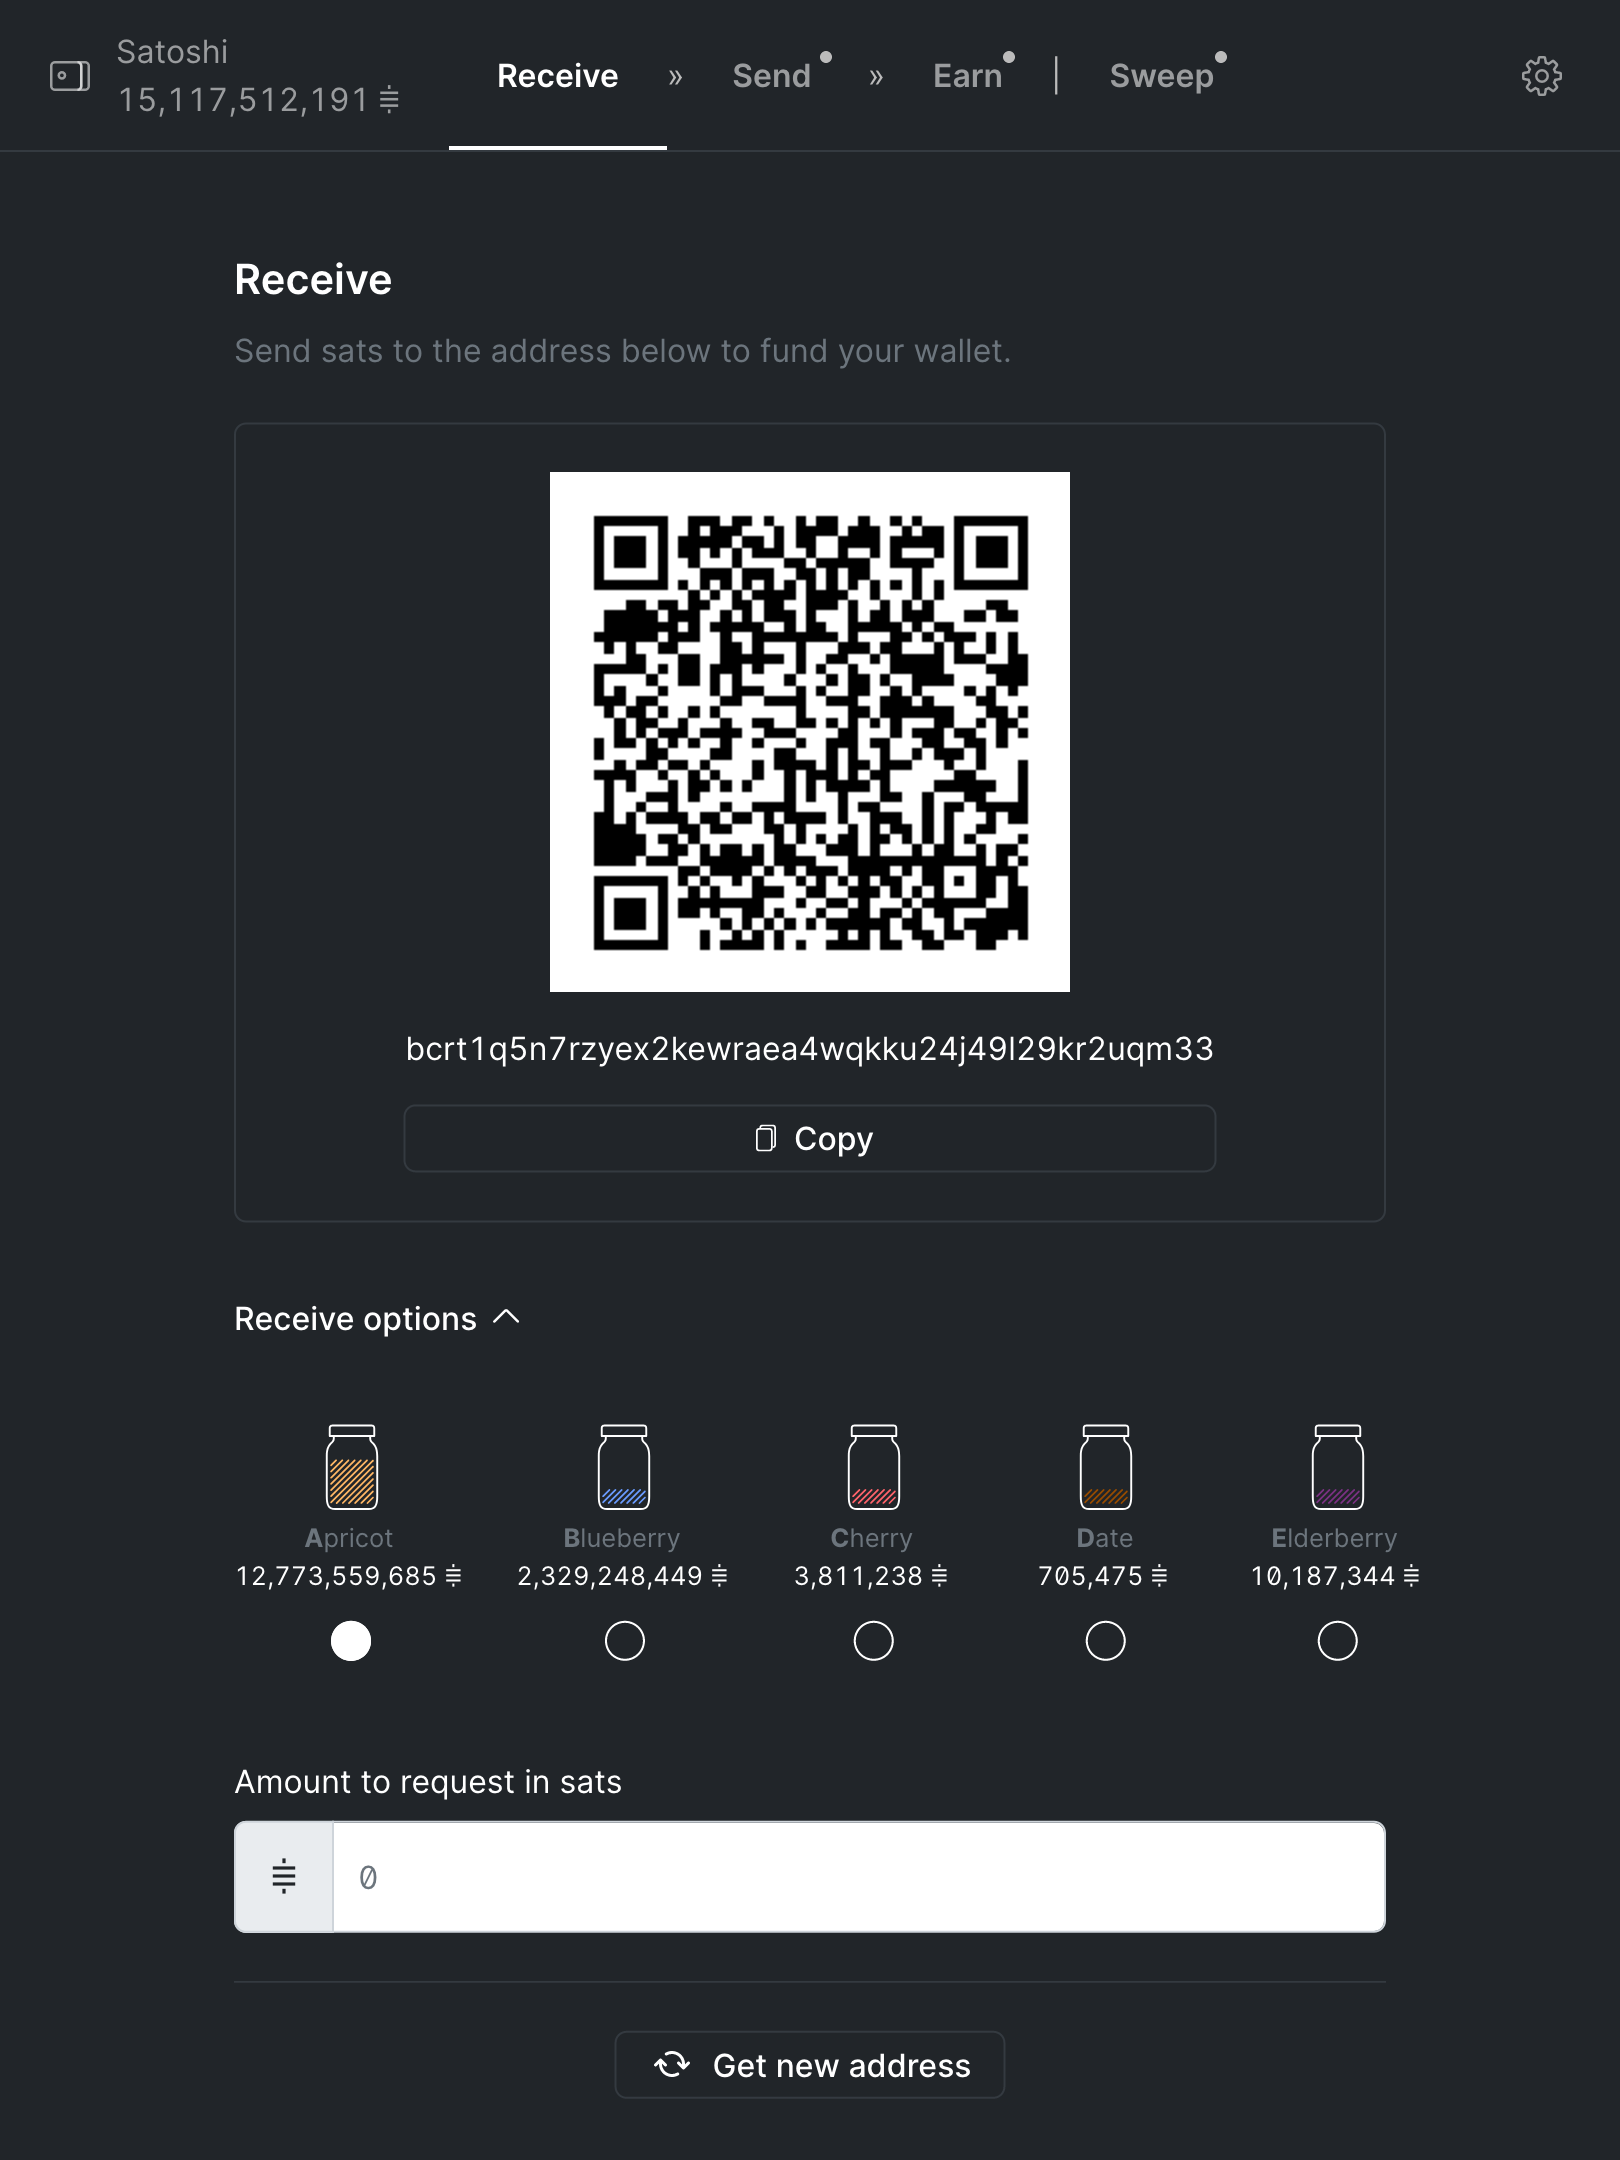 Satoshi
15,117,512,191
Receive » Send » Earn | Sweep
Receive
Send sats to the address below to fund your wallet.
bcrt1q5n7rzyex2kewraea4wqkku24j49l29kr2uqm33
Copy
Receive options
Apricot Blueberry Cherry Date Elderberry
12,773,559,685 2,329,248,449 3,811,238 705,475 10,187,344
Amount to request in sats
0
Get new address